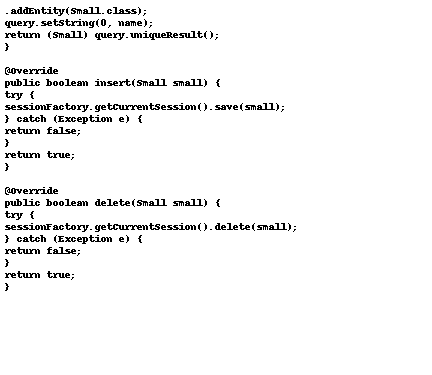 .addEntity(Small.class);
query.setString(0, name);
return (Small) query.uniqueResult();
}

@Override
public boolean insert(Small small) {
try {
sessionFactory.getCurrentSession().save(small);
} catch (Exception e) {
return false;
}
return true;
}

@Override
public boolean delete(Small small) {
try {
sessionFactory.getCurrentSession().delete(small);
} catch (Exception e) {
return false;
}
return true;
}